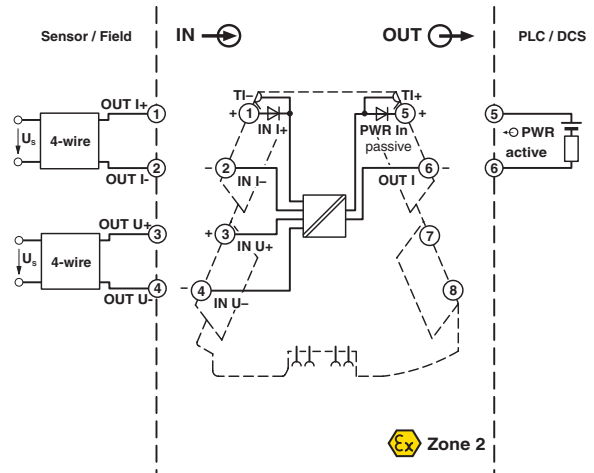 Sensor / Field
IN
OUT
PLC / DCS
OUT I+
1
Us
4-wire
2
OUT I-
OUT U+
3
Us
4-wire
OUT U-
4
TI–
TI+
+ 1
5 +
IN I+
PWR In
passive
– 2
IN I–
OUT I
6 –
+ 3
IN U+
7
– 4
IN U–
8
5
PWR
active
6
Ex Zone 2